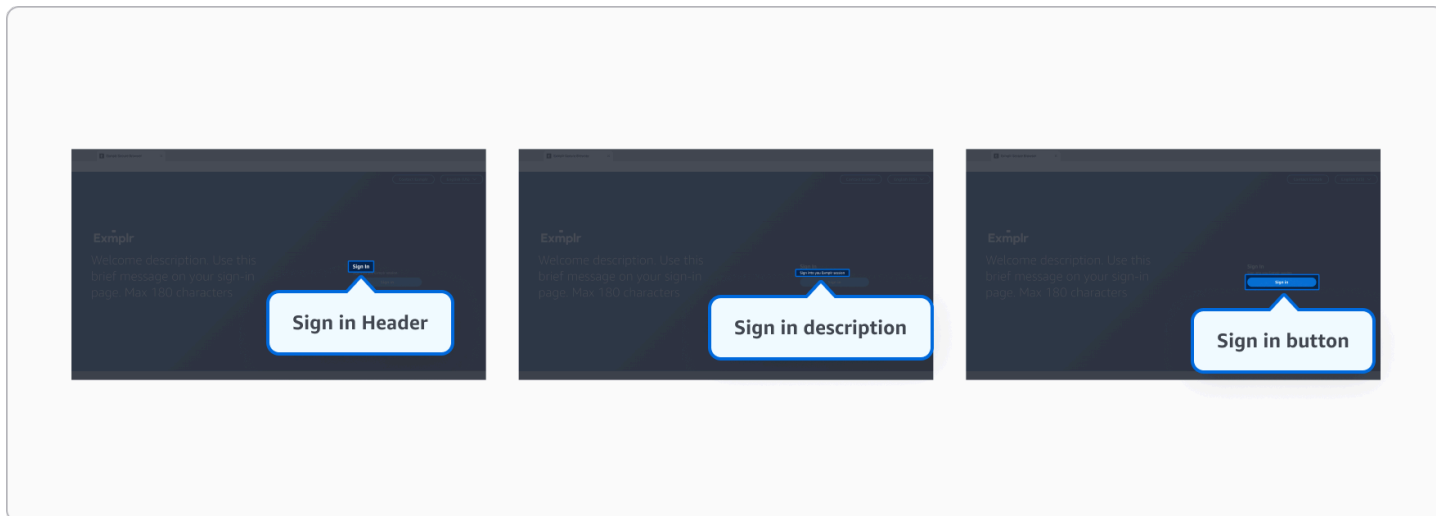 Exmplr
Welcome description. Use this
brief message on your sign-in
page. Max 180 characters
Sign in
Sign in Header
Exmplr
Welcome description. Use this
brief message on your sign-in
page. Max 180 characters
Sign in description
Exmplr
Welcome description. Use this
brief message on your sign-in
page. Max 180 characters
Sign in
Sign in
Sign in button